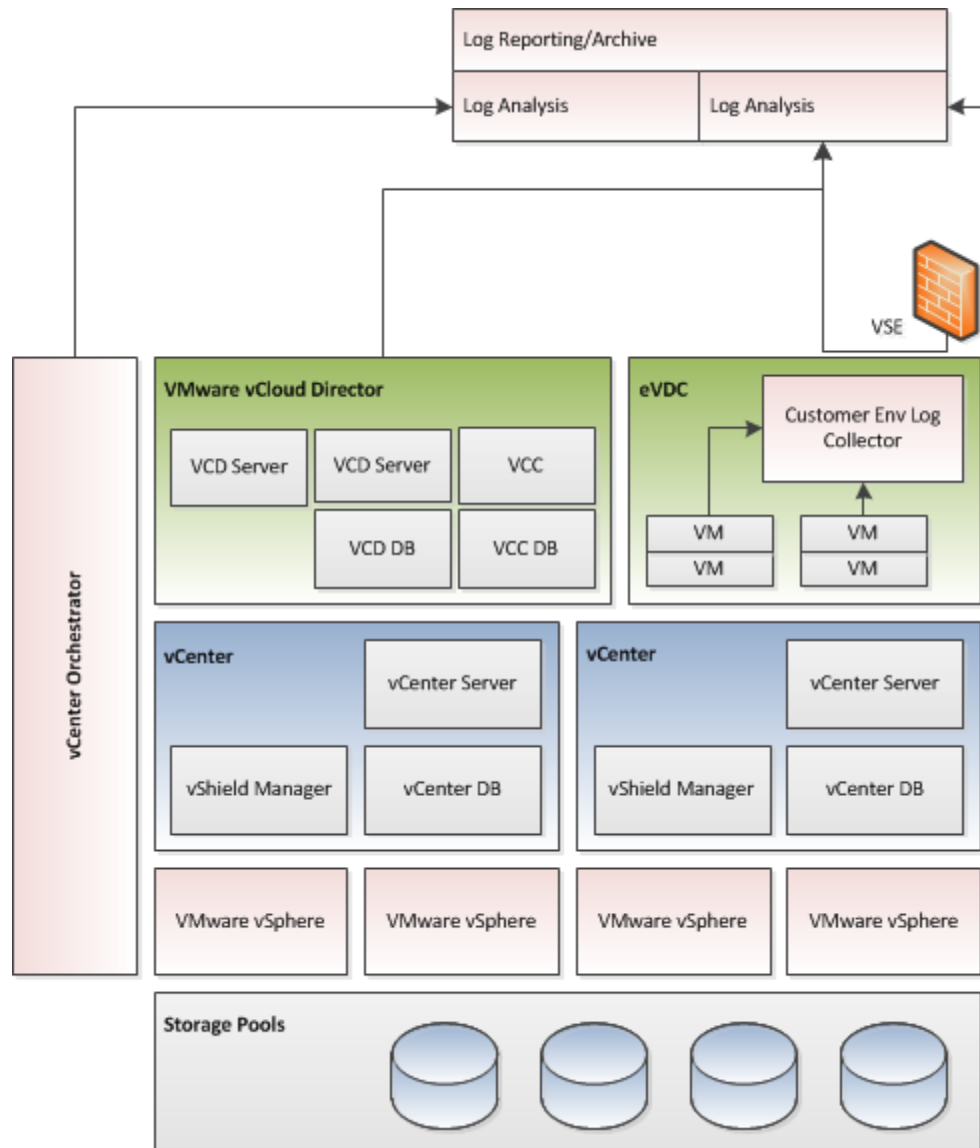 Log Reporting/Archive
Log Analysis
Log Analysis
VSE
vCenter Orchestrator
VMware vCloud Director
VCD Server
VCD Server
VCC
VCD DB
VCC DB
eVDC
Customer Env Log
Collector
VM
VM
VM
VM
vCenter
vCenter Server
vShield Manager
vCenter DB
vCenter
vCenter Server
vShield Manager
vCenter DB
VMware vSphere
VMware vSphere
VMware vSphere
VMware vSphere
Storage Pools